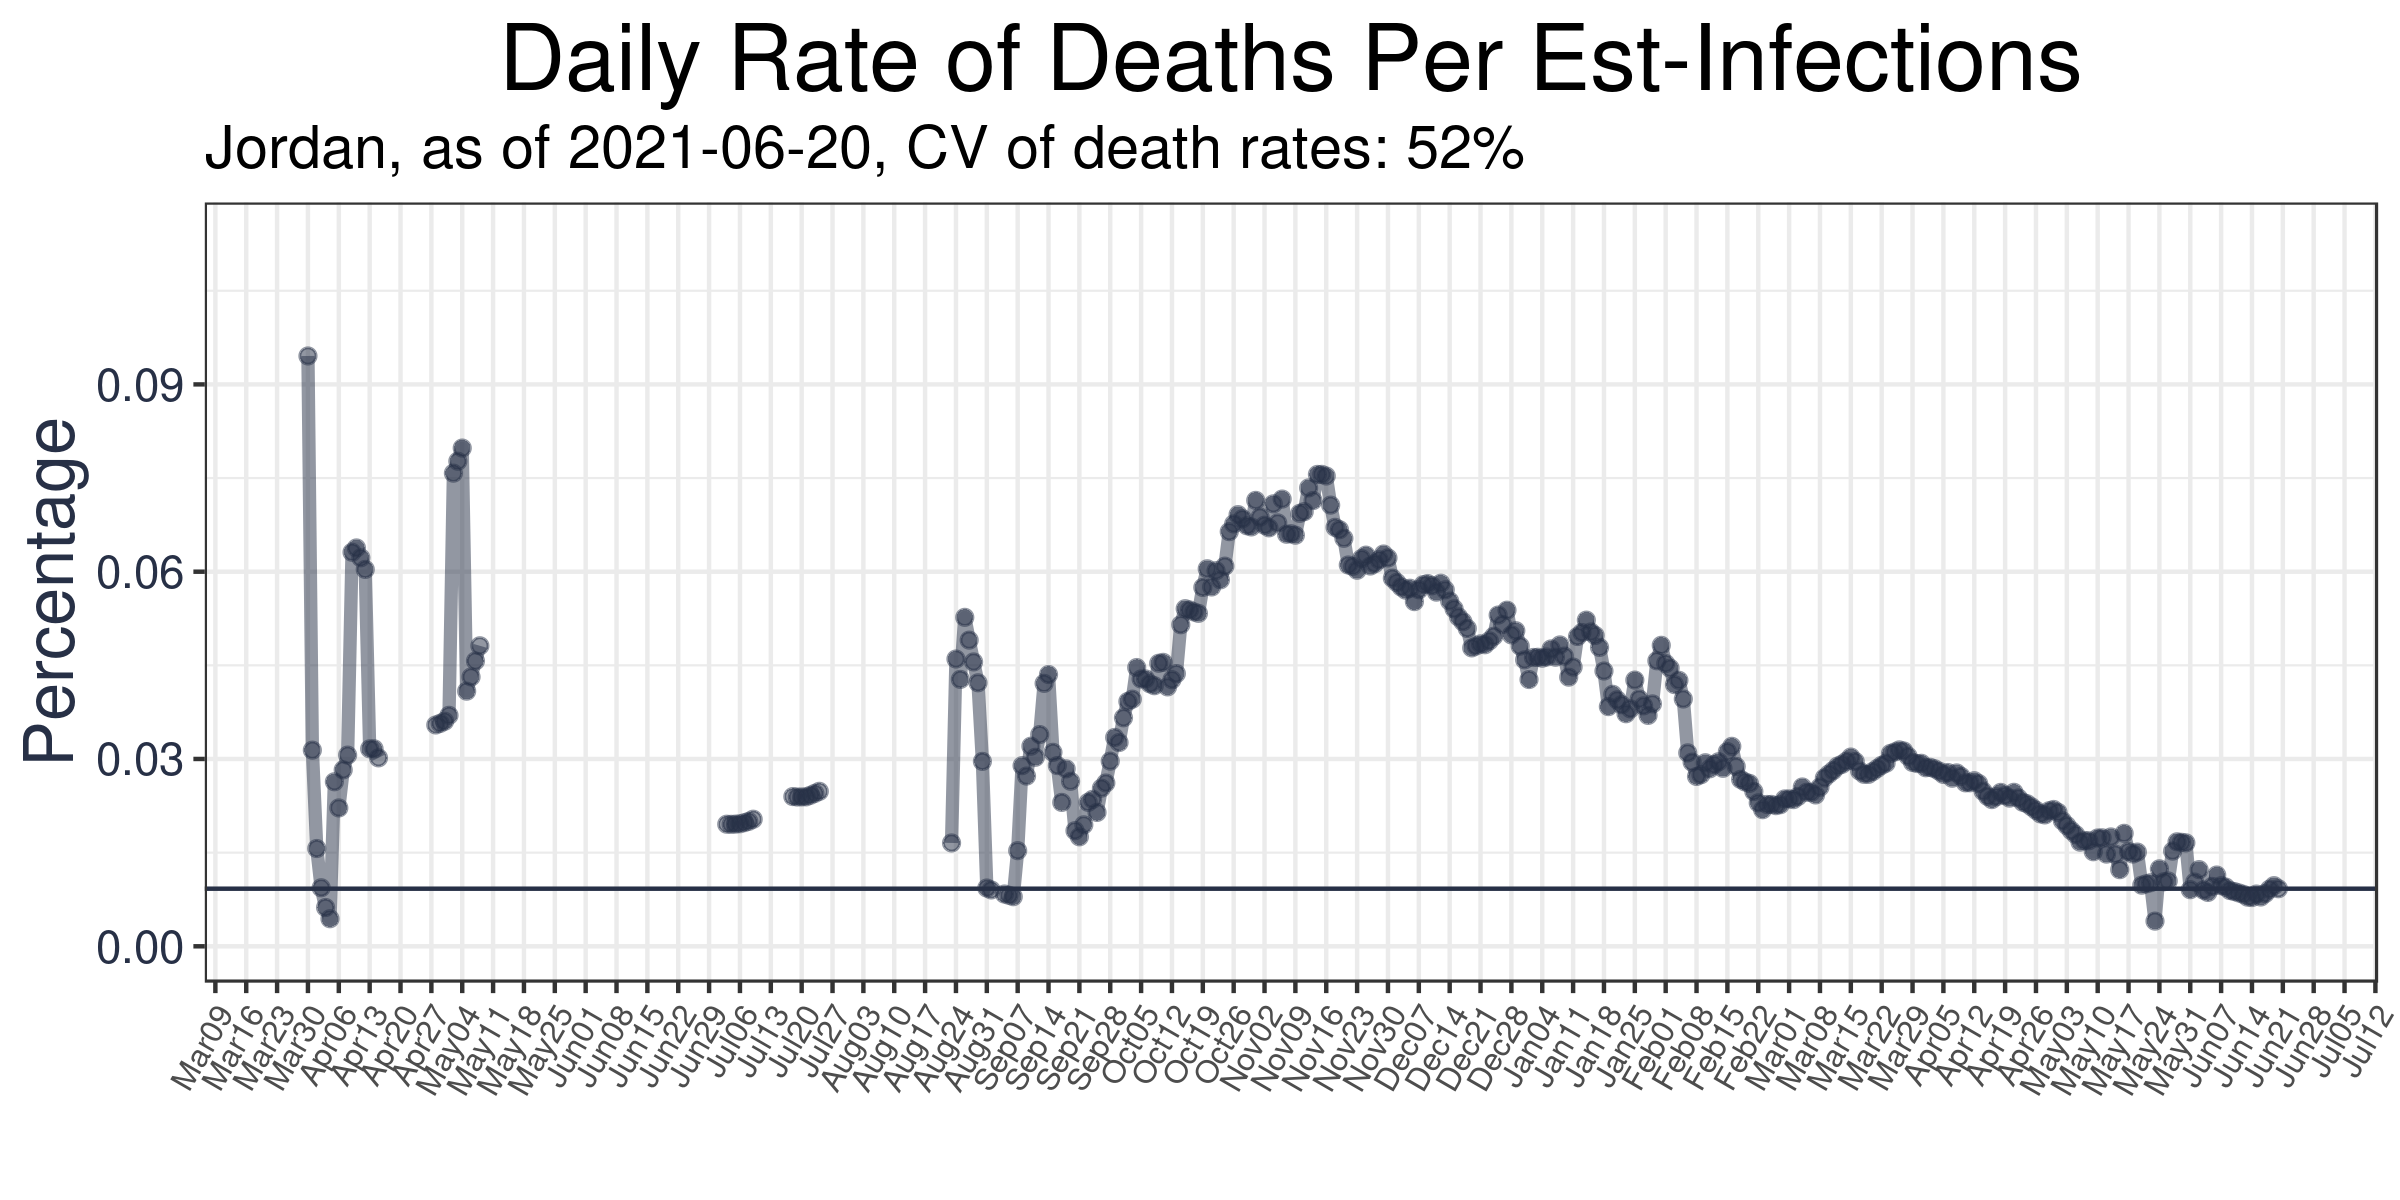 Daily Rate of Deaths Per Est-Infections
Jordan, as of 2021-06-20, CV of death rates: 52%
Percentage
0.09
0.06
0.03
0.00
Mar09
Mar16
Mar23
Mar30
Apr06
Apr13
Apr20
Apr27
May04
May11
May18
May25
Jun01
Jun08
Jun15
Jun22
Jun29
Jul06
Jul13
Jul20
Jul27
Aug03
Aug10
Aug17
Aug24
Aug31
Sep07
Sep14
Sep21
Sep28
Oct05
Oct12
Oct19
Oct26
Nov02
Nov09
Nov16
Nov23
Nov30
Dec07
Dec14
Dec21
Dec28
Jan04
Jan11
Jan18
Jan25
Feb01
Feb08
Feb15
Feb22
Mar01
Mar08
Mar15
Mar22
Mar29
Apr05
Apr12
Apr19
Apr26
May03
May10
May17
May24
May31
Jun07
Jun14
Jun21
Jun28
Jul05
Jul12